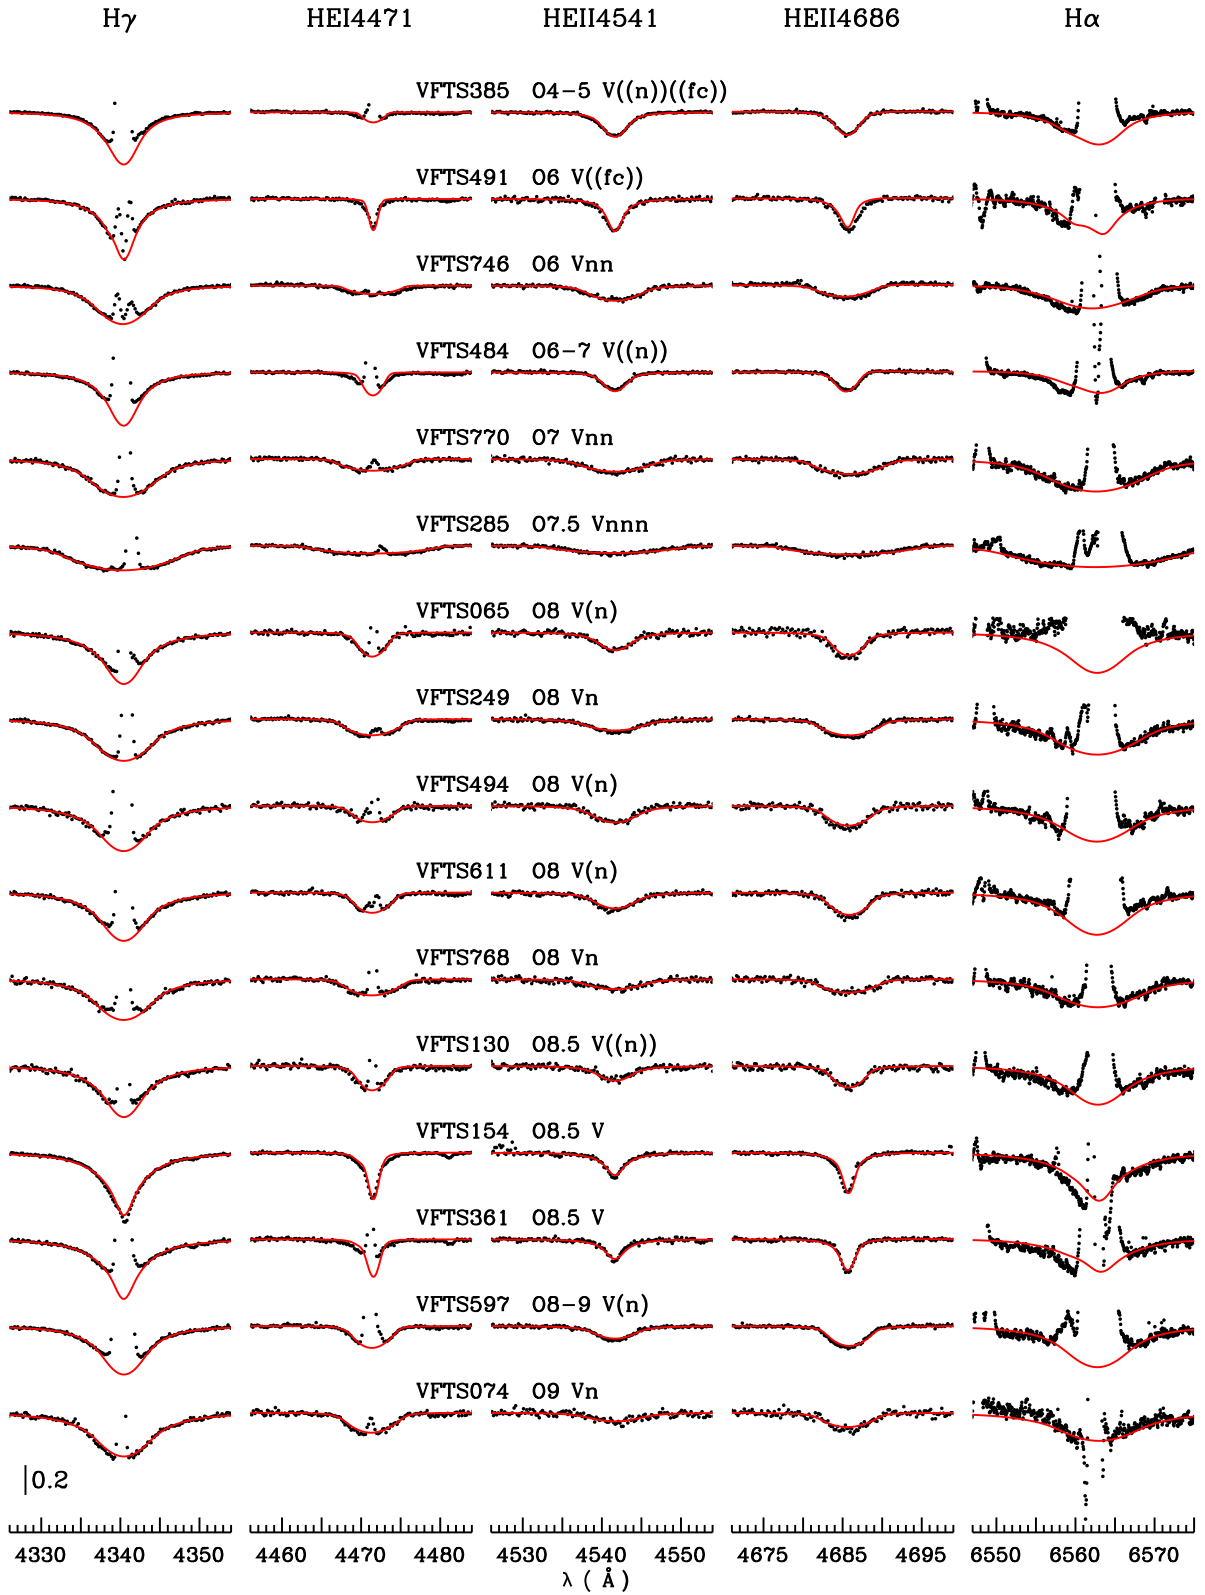 Hγ HEI4471 HEII4541 HEII4686 Hα
VFTS385 O4-5 V((n))((fc))
VFTS491 O6 V((fc))
VFTS746 O6 Vnn
VFTS484 O6-7 V((n))
VFTS770 O7 Vnn
VFTS285 O7.5 Vnnn
VFTS065 O8 V(n)
VFTS249 O8 Vn
VFTS494 O8 V(n)
VFTS611 O8 V(n)
VFTS768 O8 Vn
VFTS130 O8.5 V((n))
VFTS154 O8.5 V
VFTS361 O8.5 V
VFTS597 O8-9 V(n)
VFTS074 O9 Vn
0.2
4330 4340 4350 4460 4470 4480 4530 4540 4550 4675 4685 4695 6550 6560 6570
λ ( Å )